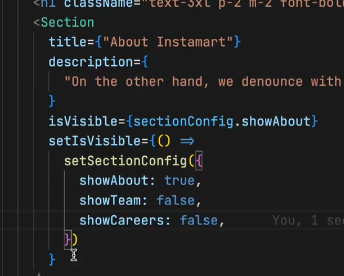 <h1 className="text-3xl p-2 m-2 font-bol
<Section
title={"About Instamart"}
description={
"On the other hand, we denounce with
}
isVisible={sectionConfig.showAbout}
setIsVisible={() =>
setSectionConfig({
showAbout: true,
showTeam: false,
showCareers: false, You, 1 se
})
}